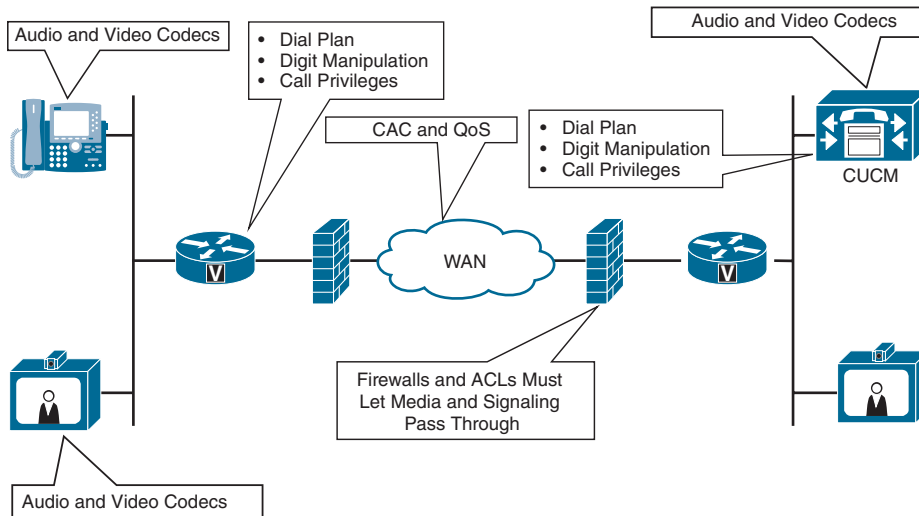 Audio and Video Codecs
• Dial Plan
• Digit Manipulation
• Call Privileges
Audio and Video Codecs
CAC and QoS
• Dial Plan
• Digit Manipulation
• Call Privileges
CUCM
V
WAN
V
Firewalls and ACLs Must
Let Media and Signaling
Pass Through
Audio and Video Codecs